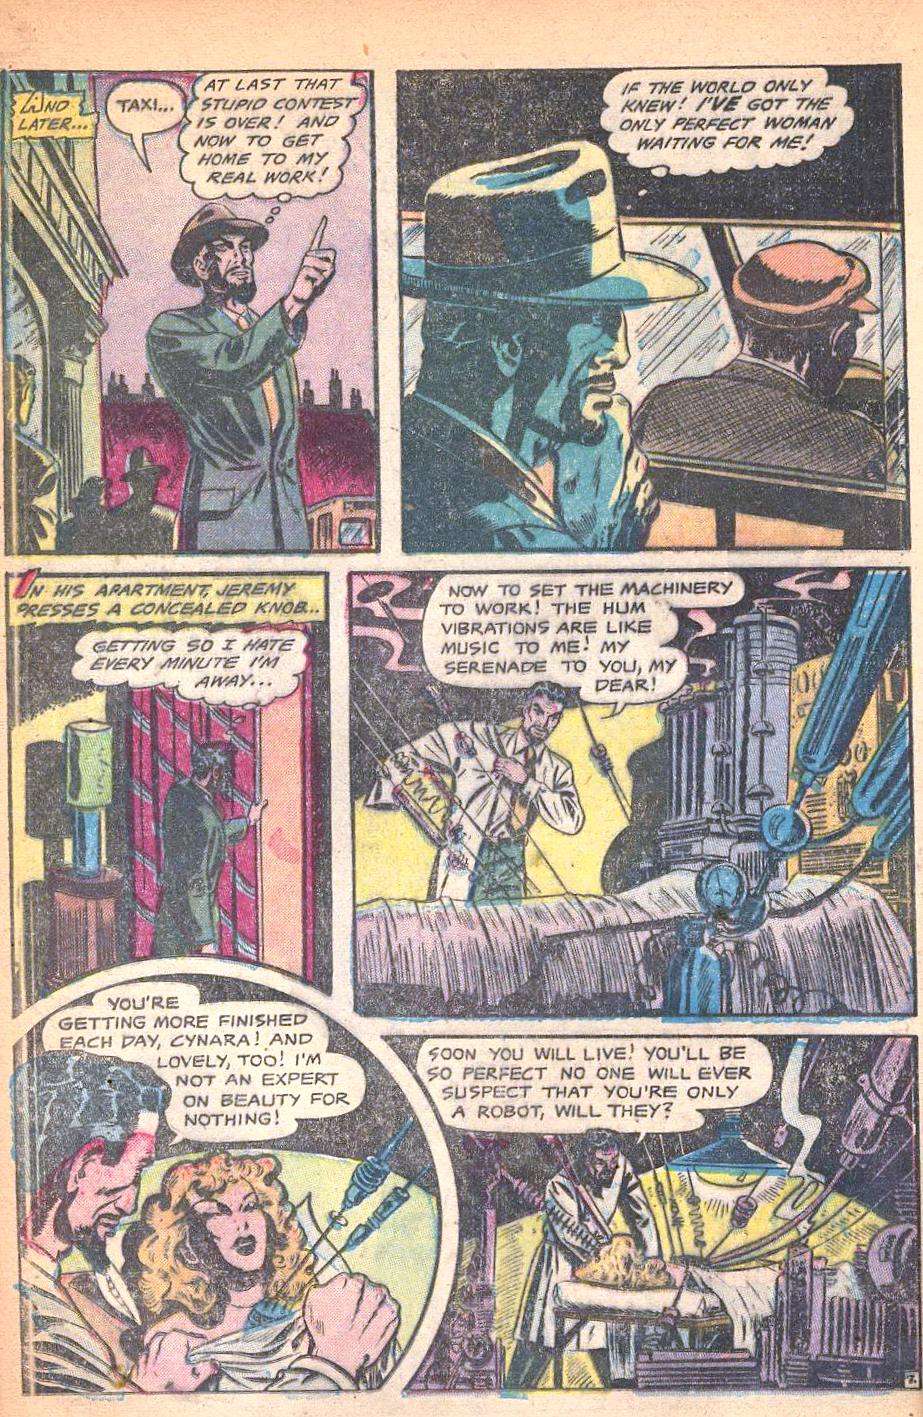 AND
LATER...
TAXI...
AT LAST THAT
STUPID CONTEST
IS OVER! AND
NOW TO GET
HOME TO MY
REAL WORK!
IF THE WORLD ONLY
KNEW! I'VE GOT THE
ONLY PERFECT WOMAN
WAITING FOR ME!
IN HIS APARTMENT, JEREMY
PRESSES A CONCEALED KNOB...
GETTING SO I HATE
EVERY MINUTE I'M
AWAY...
NOW TO SET THE MACHINERY
TO WORK! THE HUM
VIBRATIONS ARE LIKE
MUSIC TO ME! MY
SERENADE TO YOU, MY
DEAR!
YOU'RE
GETTING MORE FINISHED
EACH DAY, CYNARA! AND
LOVELY, TOO! I'M
NOT AN EXPERT
ON BEAUTY FOR
NOTHING!
SOON YOU WILL LIVE! YOU'LL BE
SO PERFECT NO ONE WILL EVER
SUSPECT THAT YOU'RE ONLY
A ROBOT, WILL THEY?